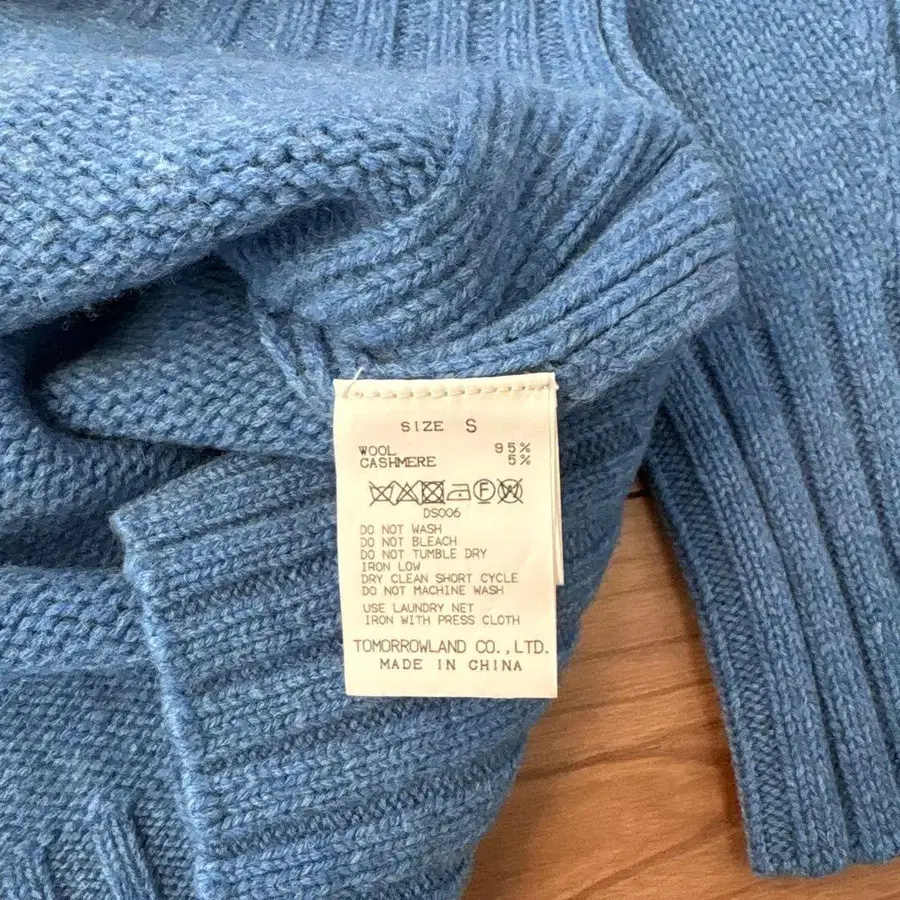 SIZE S
WOOL 95%
CASHMERE 5%
F W
DS006
DO NOT WASH
DO NOT BLEACH
DO NOT TUMBLE DRY
IRON LOW
DRY CLEAN SHORT CYCLE
DO NOT MACHINE WASH
USE LAUNDRY NET
IRON WITH PRESS CLOTH
TOMORROWLAND CO.,LTD.
MADE IN CHINA